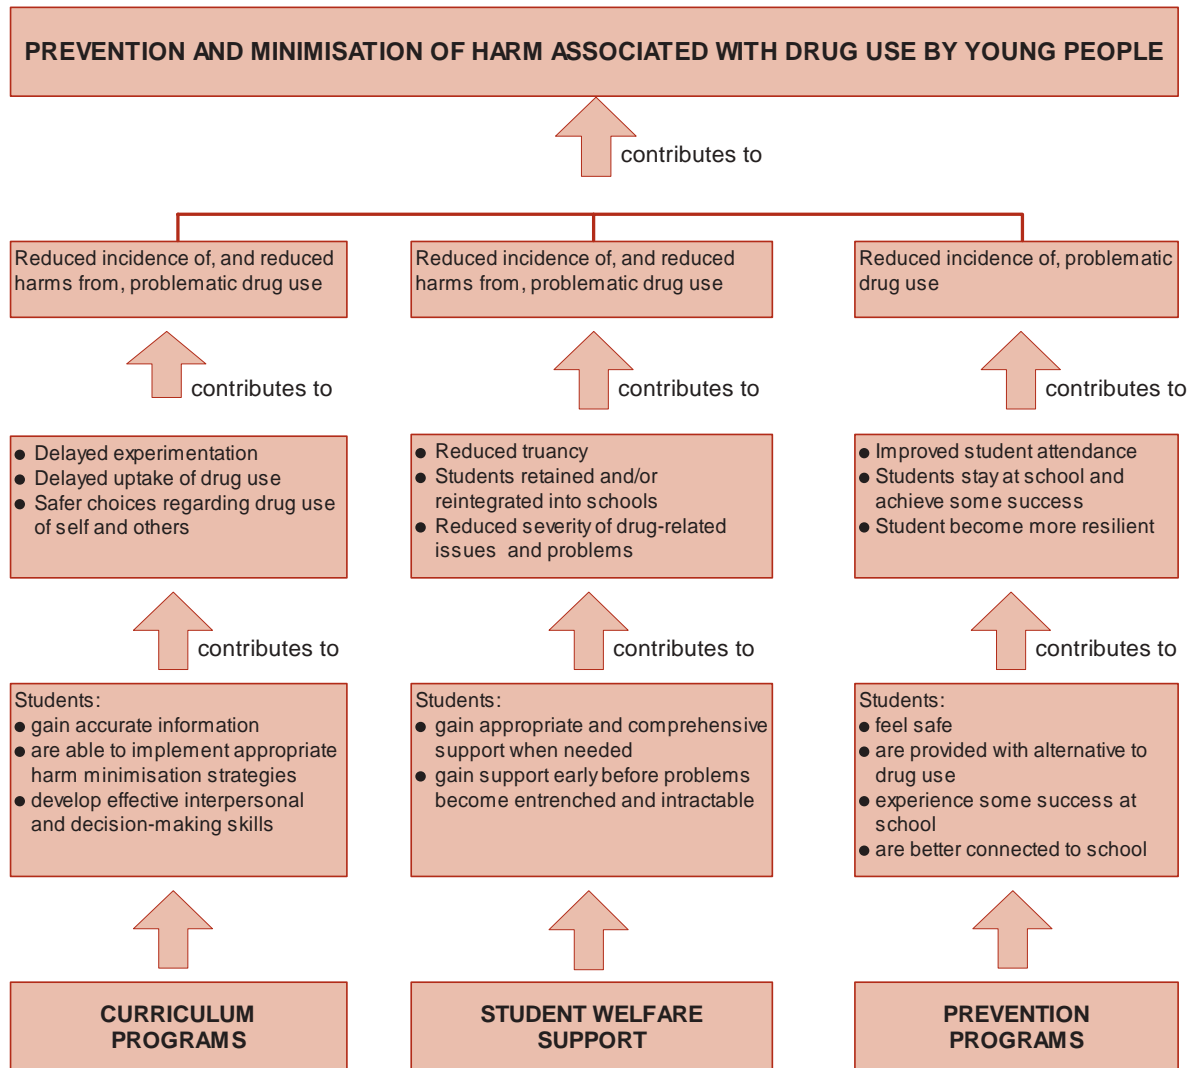 PREVENTION AND MINIMISATION OF HARM ASSOCIATED WITH DRUG USE BY YOUNG PEOPLE
contributes to
Reduced incidence of, and reduced
harms from, problematic drug use
Reduced incidence of, and reduced
harms from, problematic drug use
Reduced incidence of, problematic
drug use
contributes to
contributes to
contributes to
● Delayed experimentation
● Delayed uptake of drug use
● Safer choices regarding drug use
of self and others
● Reduced truancy
● Students retained and/or
reintegrated into schools
● Reduced severity of drug-related
issues and problems
● Improved student attendance
● Students stay at school and
achieve some success
● Student become more resilient
contributes to
contributes to
contributes to
Students:
● gain accurate information
● are able to implement appropriate
harm minimisation strategies
● develop effective interpersonal
and decision-making skills
Students:
● gain appropriate and comprehensive
support when needed
● gain support early before problems
become entrenched and intractable
Students:
● feel safe
● are provided with alternative to
drug use
● experience some success at
school
● are better connected to school
CURRICULUM
PROGRAMS
STUDENT WELFARE
SUPPORT
PREVENTION
PROGRAMS